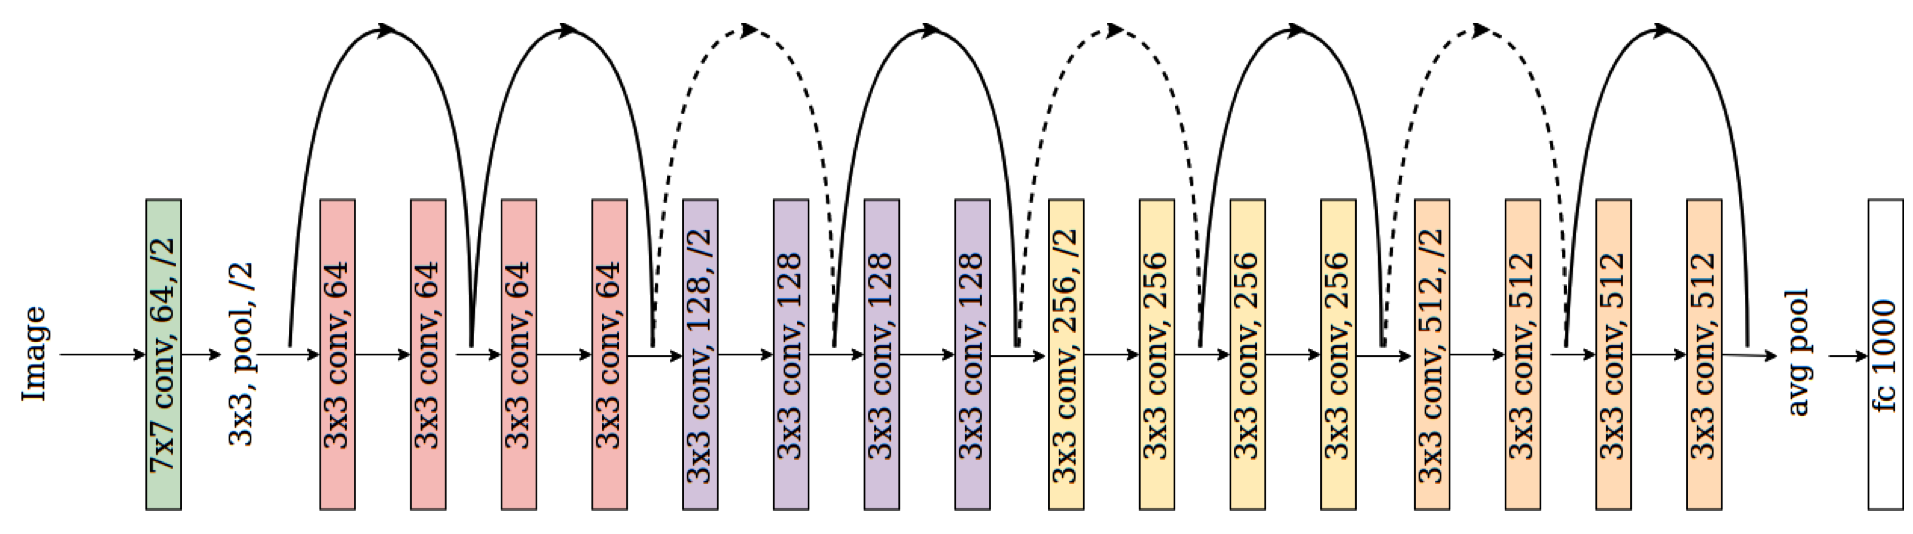 Image
7x7 conv, 64, /2
3x3, pool, /2
3x3 conv, 64
3x3 conv, 64
3x3 conv, 64
3x3 conv, 64
3x3 conv, 128, /2
3x3 conv, 128
3x3 conv, 128
3x3 conv, 128
3x3 conv, 256, /2
3x3 conv, 256
3x3 conv, 256
3x3 conv, 256
3x3 conv, 512, /2
3x3 conv, 512
3x3 conv, 512
3x3 conv, 512
avg pool
fc 1000